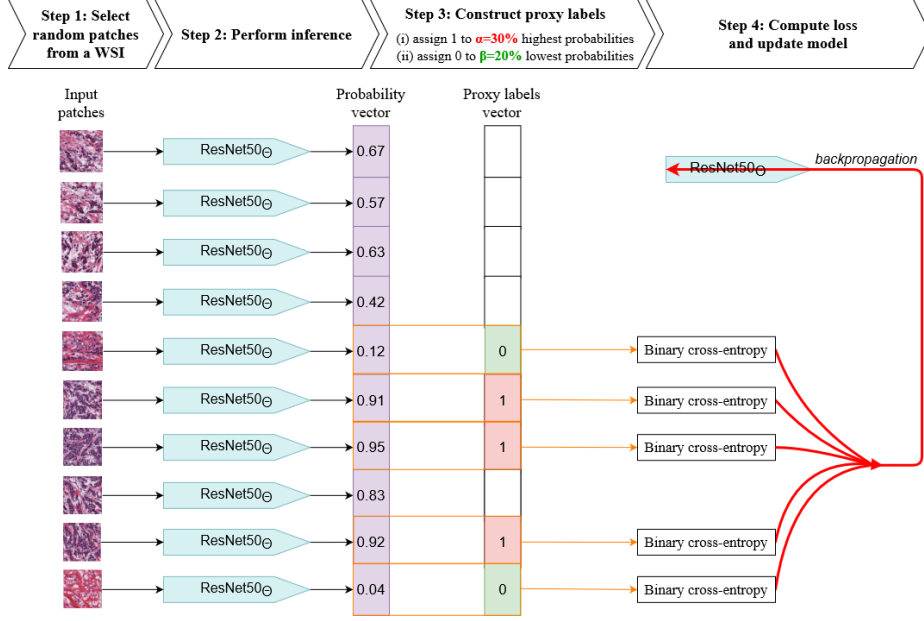 Step 1: Select
random patches
from a WSI
Step 2: Perform inference
Step 3: Construct proxy labels
(i) assign 1 to α=30% highest probabilities
(ii) assign 0 to β=20% lowest probabilities
Step 4: Compute loss
and update model
Input
patches
Probability
vector
Proxy labels
vector
ResNet50Θ 0.67
ResNet50Θ backpropagation
ResNet50Θ 0.57
ResNet50Θ 0.63
ResNet50Θ 0.42
ResNet50Θ 0.12 0 Binary cross-entropy
ResNet50Θ 0.91 1 Binary cross-entropy
ResNet50Θ 0.95 1 Binary cross-entropy
ResNet50Θ 0.83
ResNet50Θ 0.92 1 Binary cross-entropy
ResNet50Θ 0.04 0 Binary cross-entropy